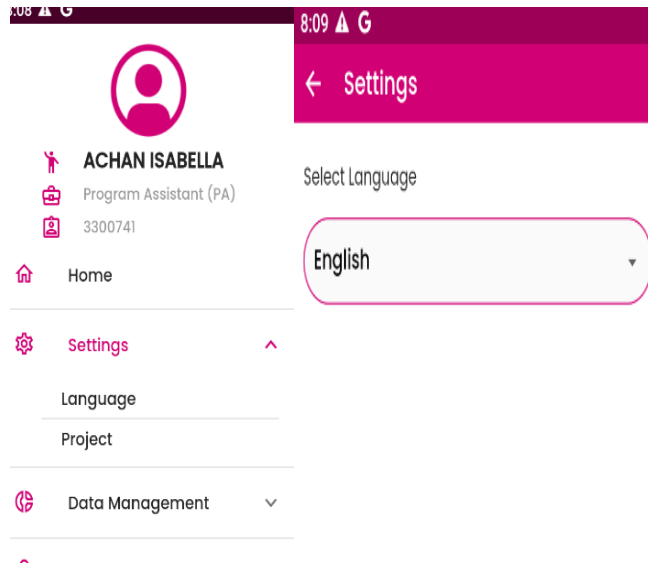 :08 G
ACHAN ISABELLA
Program Assistant (PA)
3300741
Home
Settings
Language
Project
Data Management
8:09 G
Settings
Select Language
English